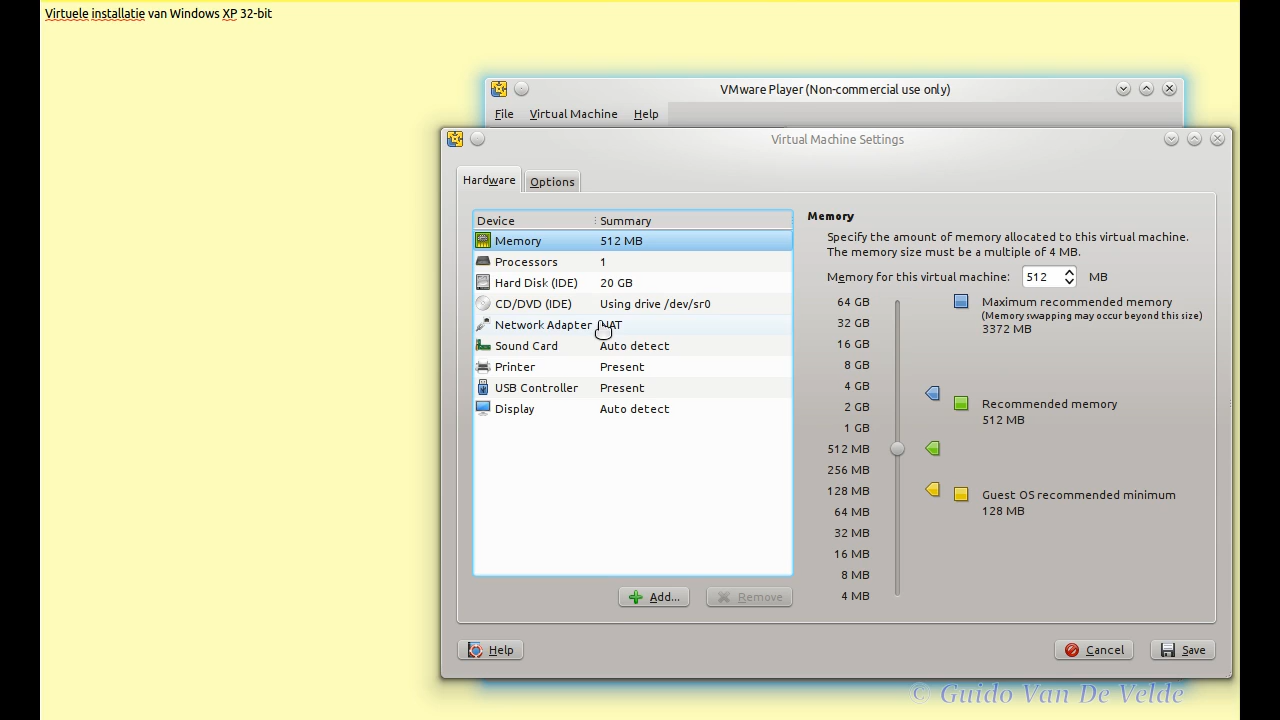 Virtuele installatie van Windows XP 32-bit
VMware Player (Non-commercial use only)
File Virtual Machine Help
Virtual Machine Settings
Hardware Options
Device Summary
Memory 512 MB
Processors 1
Hard Disk (IDE) 20 GB
CD/DVD (IDE) Using drive /dev/sr0
Network Adapter NAT
Sound Card Auto detect
Printer Present
USB Controller Present
Display Auto detect
Add... Remove
Memory
Specify the amount of memory allocated to this virtual machine.
The memory size must be a multiple of 4 MB.
Memory for this virtual machine: 512 MB
64 GB
32 GB
16 GB
8 GB
4 GB
2 GB
1 GB
512 MB
256 MB
128 MB
64 MB
32 MB
16 MB
8 MB
4 MB
Maximum recommended memory
(Memory swapping may occur beyond this size)
3372 MB
Recommended memory
512 MB
Guest OS recommended minimum
128 MB
Help Cancel Save
© Guido Van De Velde